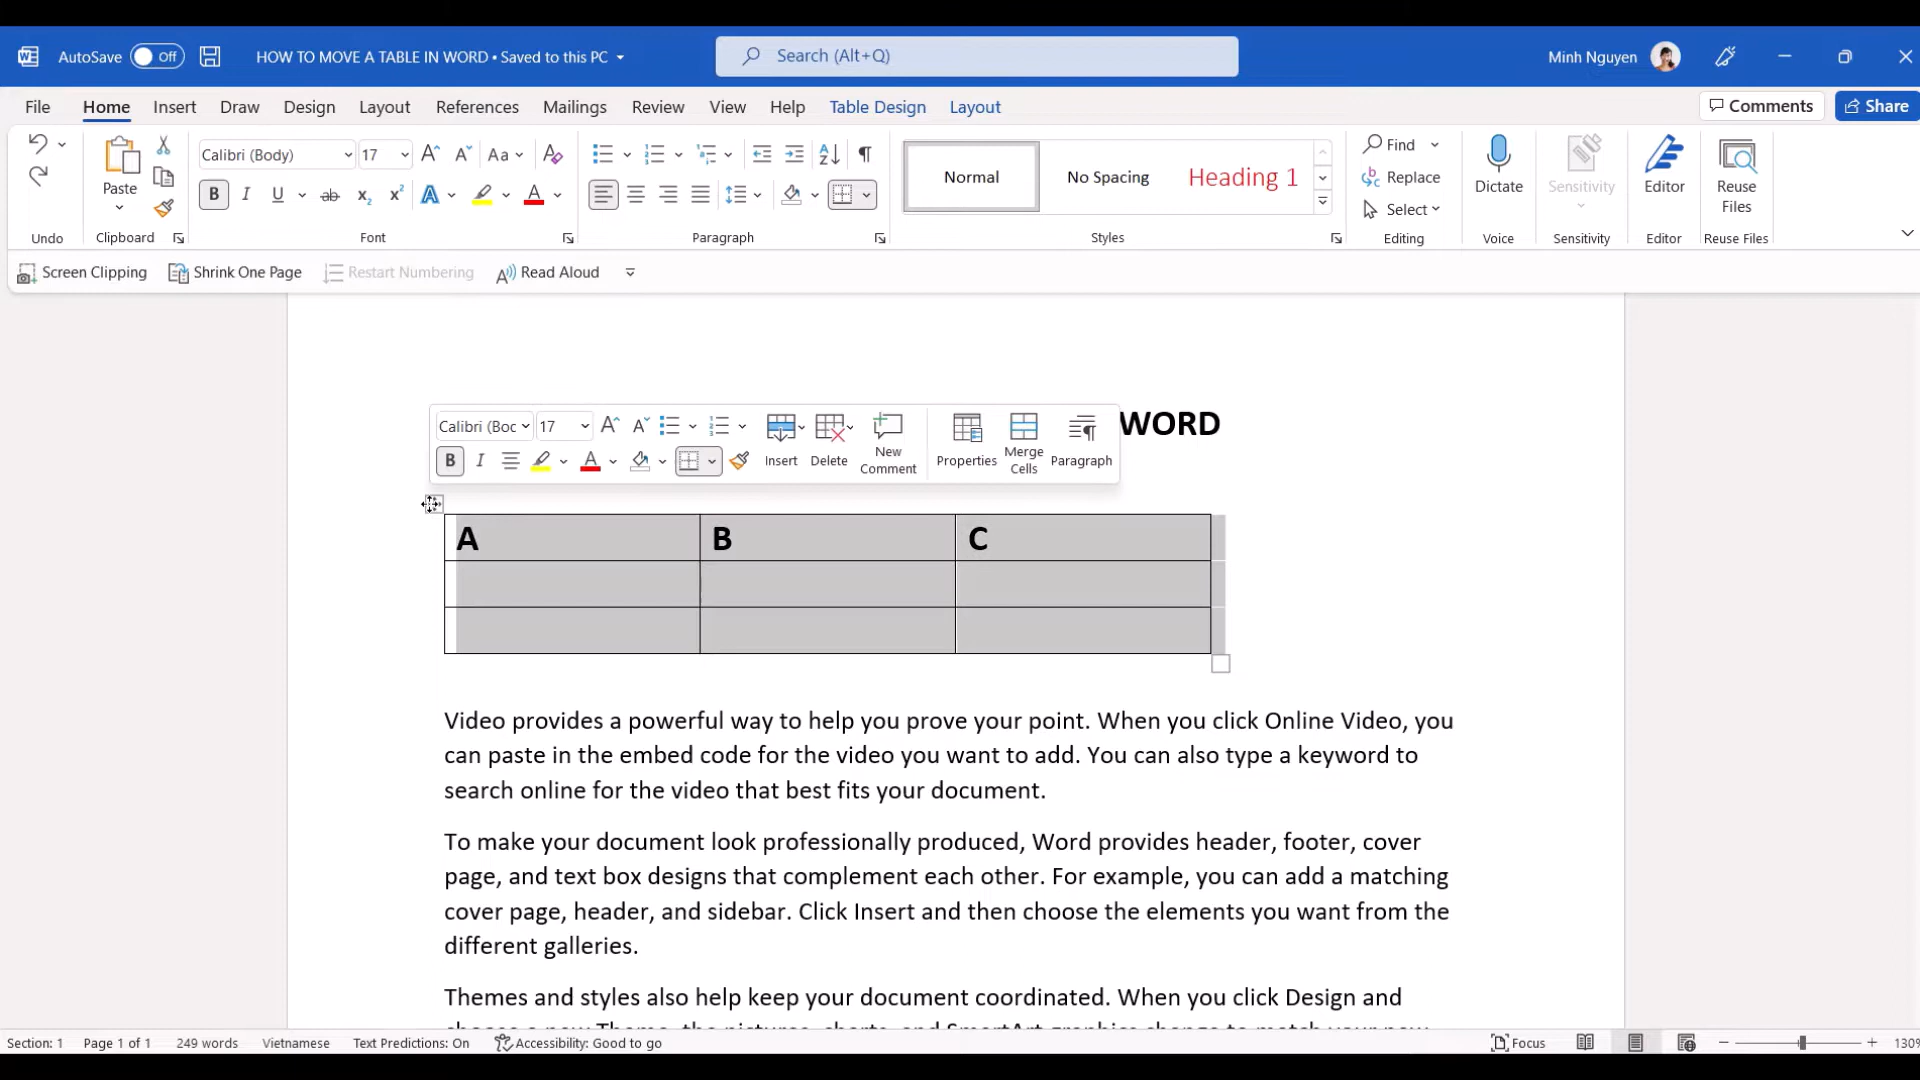 AutoSave Off HOW TO MOVE A TABLE IN WORD • Saved to this PC Search (Alt+Q) Minh Nguyen
File Home Insert Draw Design Layout References Mailings Review View Help Table Design Layout Comments Share
Paste
Undo
Clipboard
Calibri (Body) 17 Aa
B I U ab x₂ x²
Font
Paragraph
Normal No Spacing Heading 1
Styles
Find
Replace
Select
Editing
Dictate
Voice
Sensitivity
Sensitivity
Editor
Editor
Reuse
Files
Reuse Files
Screen Clipping Shrink One Page Restart Numbering Read Aloud
WORD
Calibri (Boc 17
B I
Insert Delete
New
Comment
Properties
Merge
Cells
Paragraph
A B C
Video provides a powerful way to help you prove your point. When you click Online Video, you
can paste in the embed code for the video you want to add. You can also type a keyword to
search online for the video that best fits your document.
To make your document look professionally produced, Word provides header, footer, cover
page, and text box designs that complement each other. For example, you can add a matching
cover page, header, and sidebar. Click Insert and then choose the elements you want from the
different galleries.
Themes and styles also help keep your document coordinated. When you click Design and
Section: 1 Page 1 of 1 249 words Vietnamese Text Predictions: On Accessibility: Good to go Focus 130%